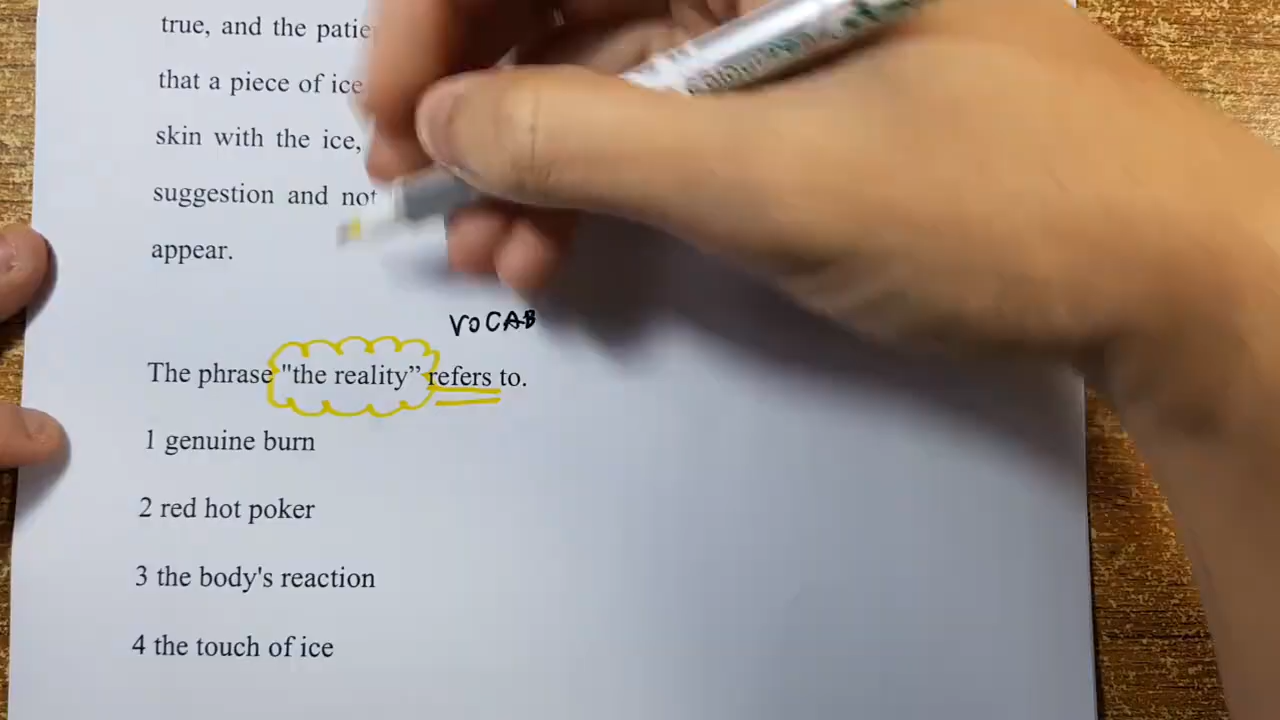 true, and the
that a piece of ice
skin with the ice,
suggestion and not
appear.
VOCAB
The phrase "the reality” refers to.
1 genuine burn
2 red hot poker
3 the body's reaction
4 the touch of ice